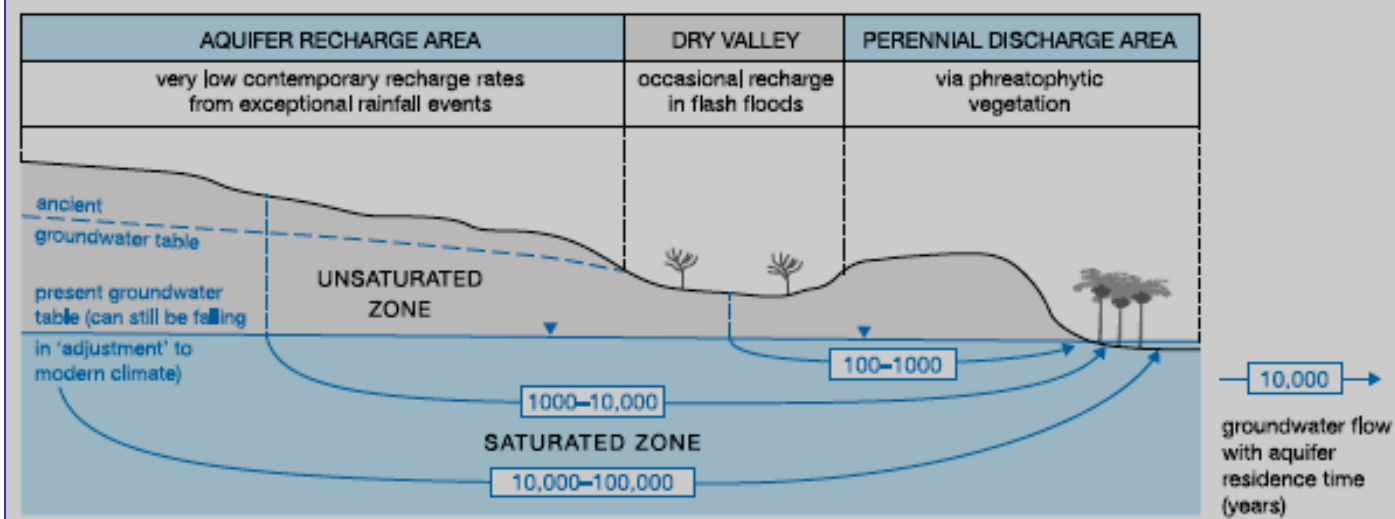 AQUIFER RECHARGE AREA
DRY VALLEY
PERENNIAL DISCHARGE AREA
very low contemporary recharge rates
from exceptional rainfall events
occasional recharge
in flash floods
via phreatophytic
vegetation
ancient
groundwater table
UNSATURATED
ZONE
present groundwater
table (can still be falling
in 'adjustment' to
modern climate)
100–1000
1000–10,000
SATURATED ZONE
10,000–100,000
10,000
groundwater flow
with aquifer
residence time
(years)